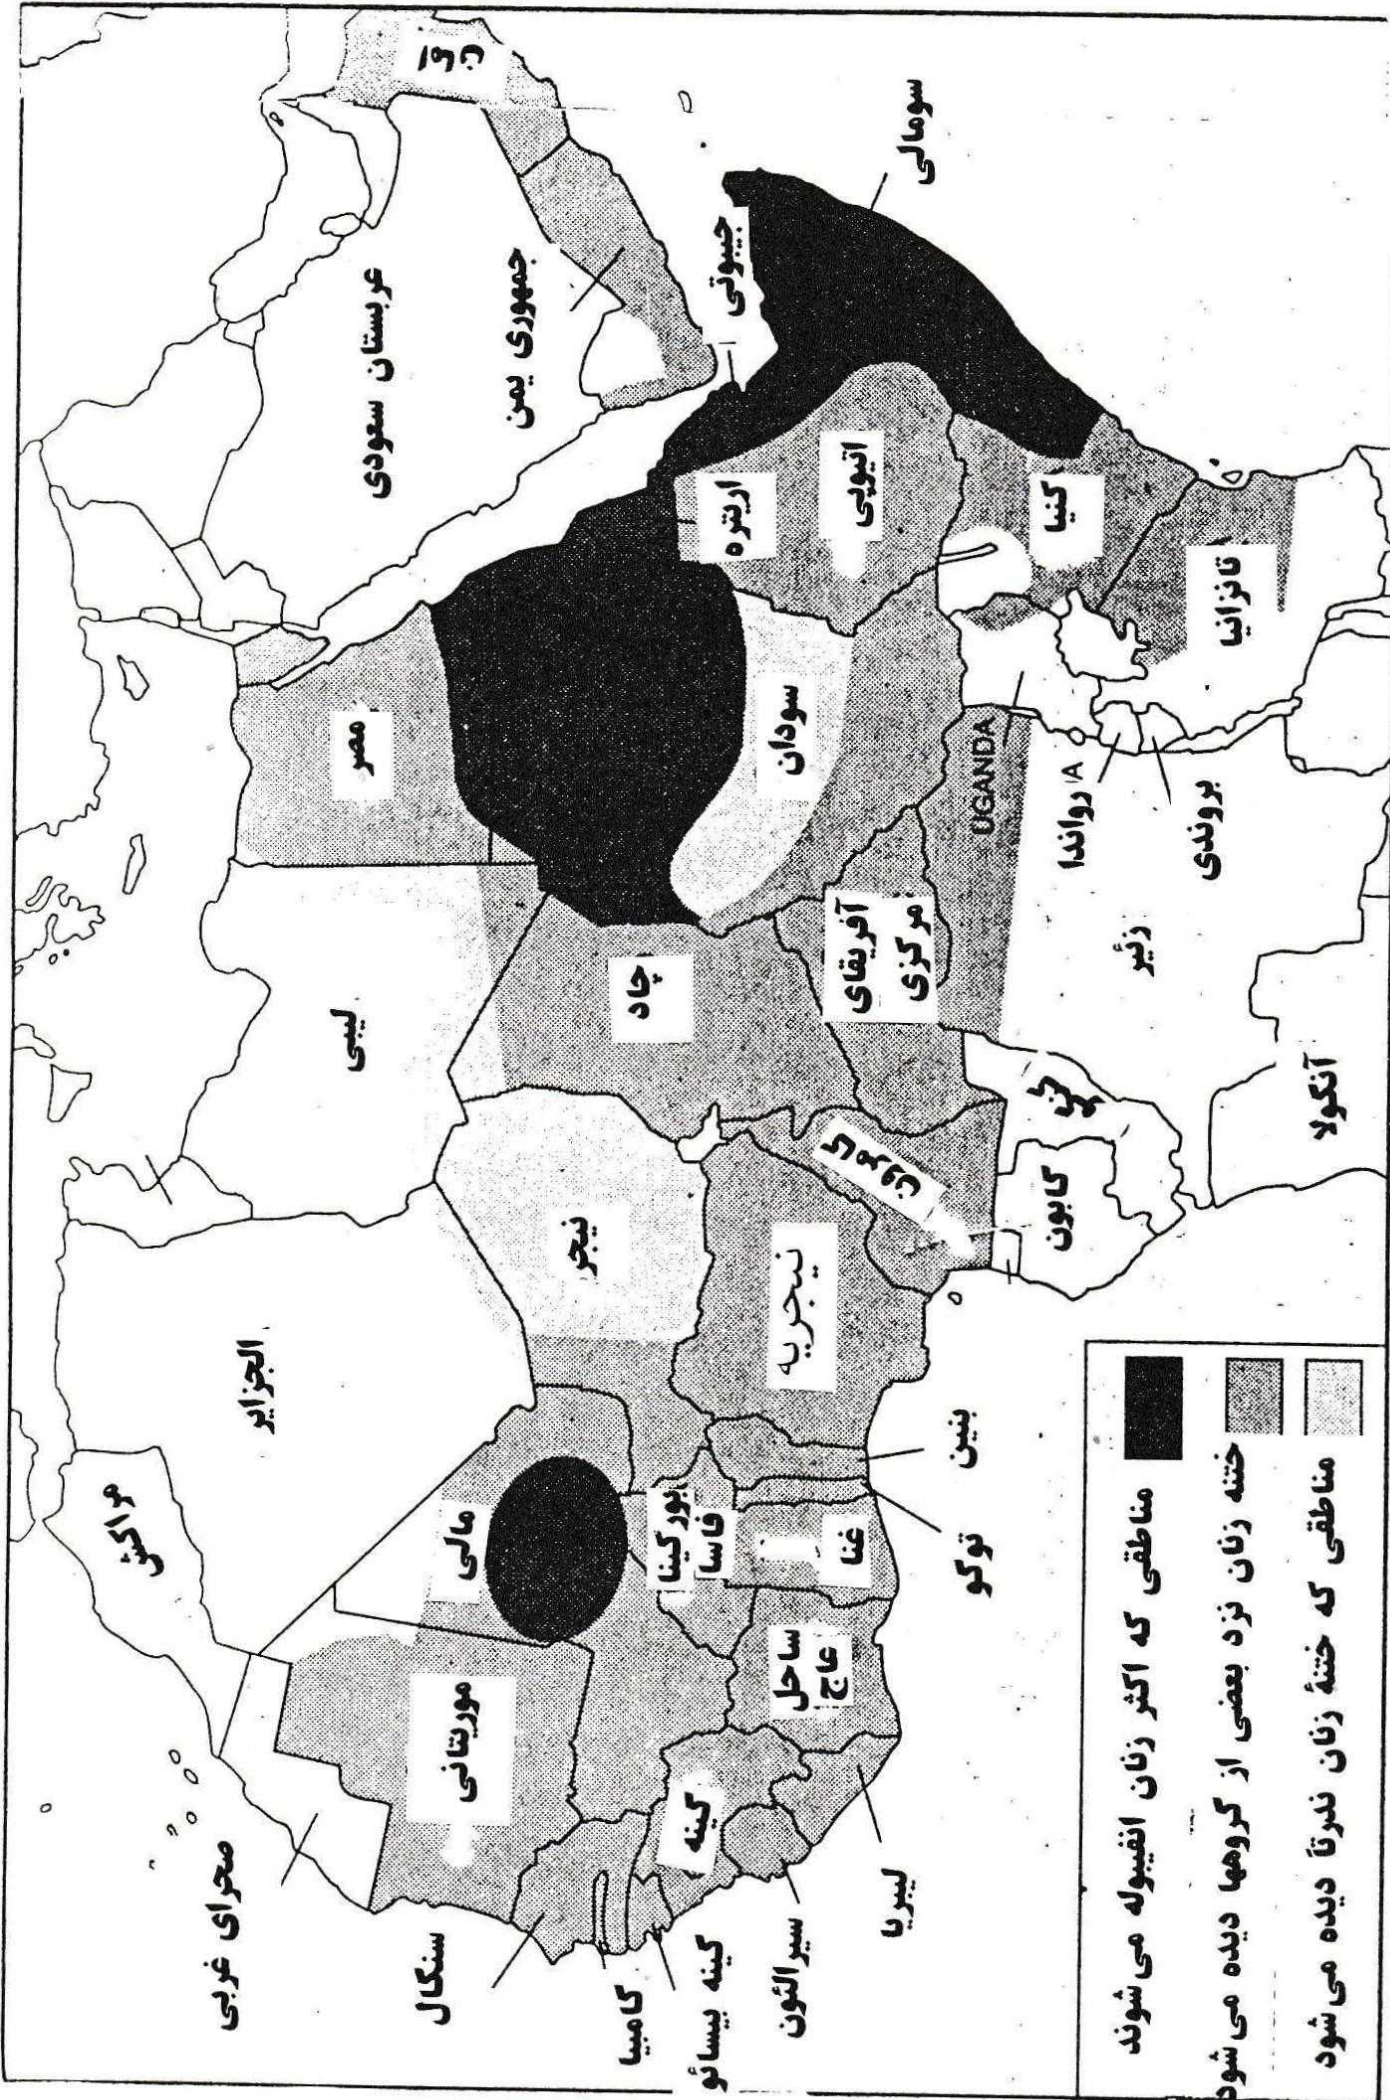 مراکش
الجزایر
لیبی
مصر
عربستان سعودی
جمهوری یمن
صحرای غربی
موریتانی
مالی
نیجر
چاد
سودان
اریتره
جیبوتی
سومالی
اتیوپی
سنگال
گامبیا
گینه بیسائو
گینه
سیرالئون
لیبریا
ساحل
عاج
بورکینا
فاسا
غنا
توگو
بنین
نیجریه
آفریقای
مرکزی
گابون
UGANDA
رواندا
IA
بروندی
کنیا
تانزانیا
زئیر
آنگولا
مناطقی که اکثر زنان انفیبوله می‌شوند
ختنه زنان نزد بعضی از گروهها دیده می‌شود
مناطقی که ختنهٔ زنان ندرتاً دیده می‌شود